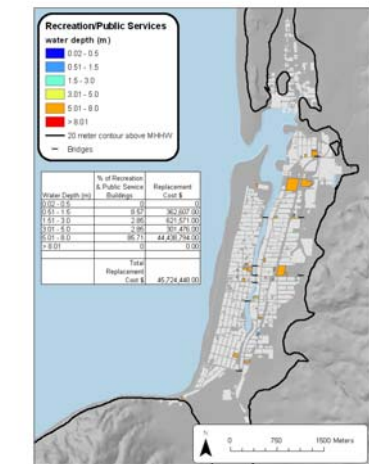 Recreation/Public Services
water depth (m)
0.02 - 0.5
0.51 - 1.5
1.5 - 3.0
3.01 - 5.0
5.01 - 8.0
> 8.01
20 meter contour above MHHW
Bridges
Water Depth (m) % of Recreation & Public Service Buildings Replacement Cost $
0.02 - 0.5 0 0
0.51 - 1.5 8.57 362,607.00
1.51 - 3.0 2.85 621,571.00
3.01 - 5.0 2.85 301,476.00
5.01 - 8.0 85.71 44,438,794.00
> 8.01 0 0.00
Total Replacement Cost $ 45,724,448.00
N
0 750 1500 Meters